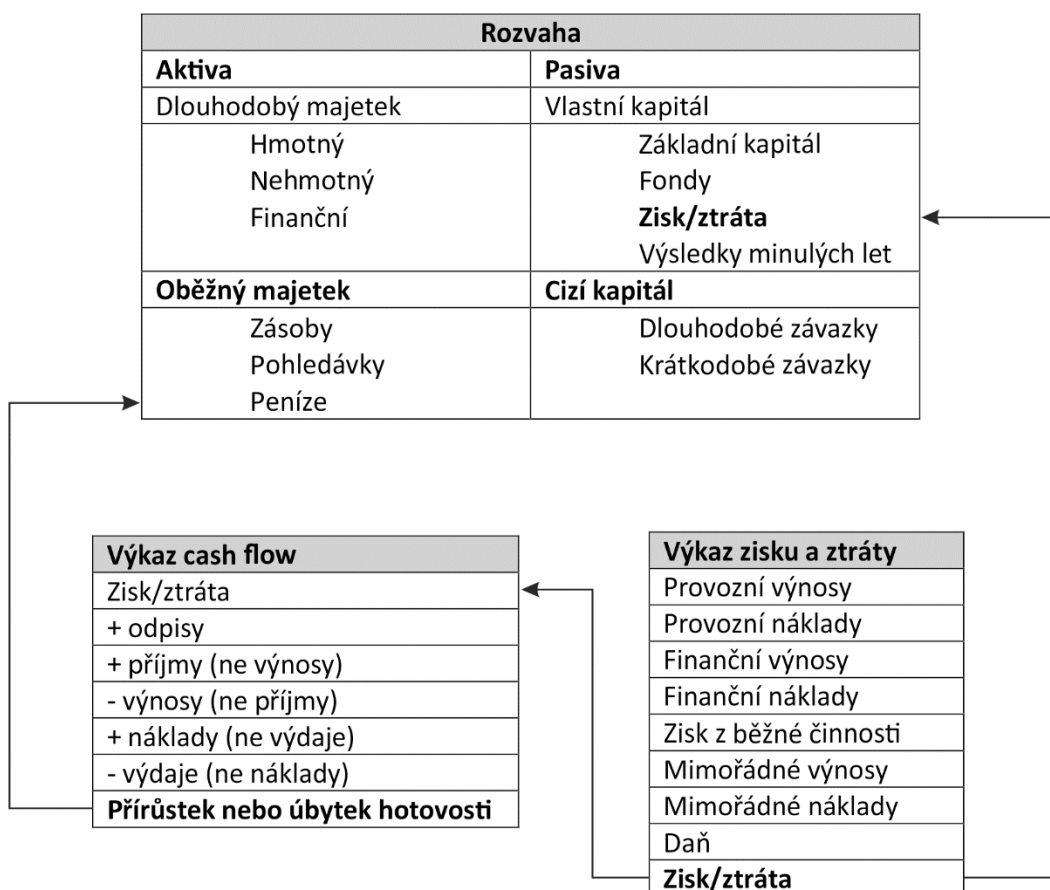 Rozvaha
Aktiva Pasiva
Dlouhodobý majetek Vlastní kapitál
Hmotný Základní kapitál
Nehmotný Fondy
Finanční Zisk/ztráta
Výsledky minulých let
Oběžný majetek Cizí kapitál
Zásoby Dlouhodobé závazky
Pohledávky Krátkodobé závazky
Peníze
Výkaz cash flow
Zisk/ztráta
+ odpisy
+ příjmy (ne výnosy)
- výnosy (ne příjmy)
+ náklady (ne výdaje)
- výdaje (ne náklady)
Přírůstek nebo úbytek hotovosti
Výkaz zisku a ztráty
Provozní výnosy
Provozní náklady
Finanční výnosy
Finanční náklady
Zisk z běžné činnosti
Mimořádné výnosy
Mimořádné náklady
Daň
Zisk/ztráta